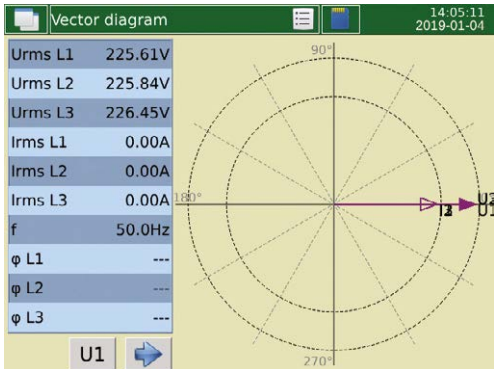 Vector diagram
14:05:11
2019-01-04
Urms L1 225.61V
Urms L2 225.84V
Urms L3 226.45V
Irms L1 0.00A
Irms L2 0.00A
Irms L3 0.00A
f 50.0Hz
φ L1 ---
φ L2 ---
φ L3 ---
U1
90°
180°
270°
U1